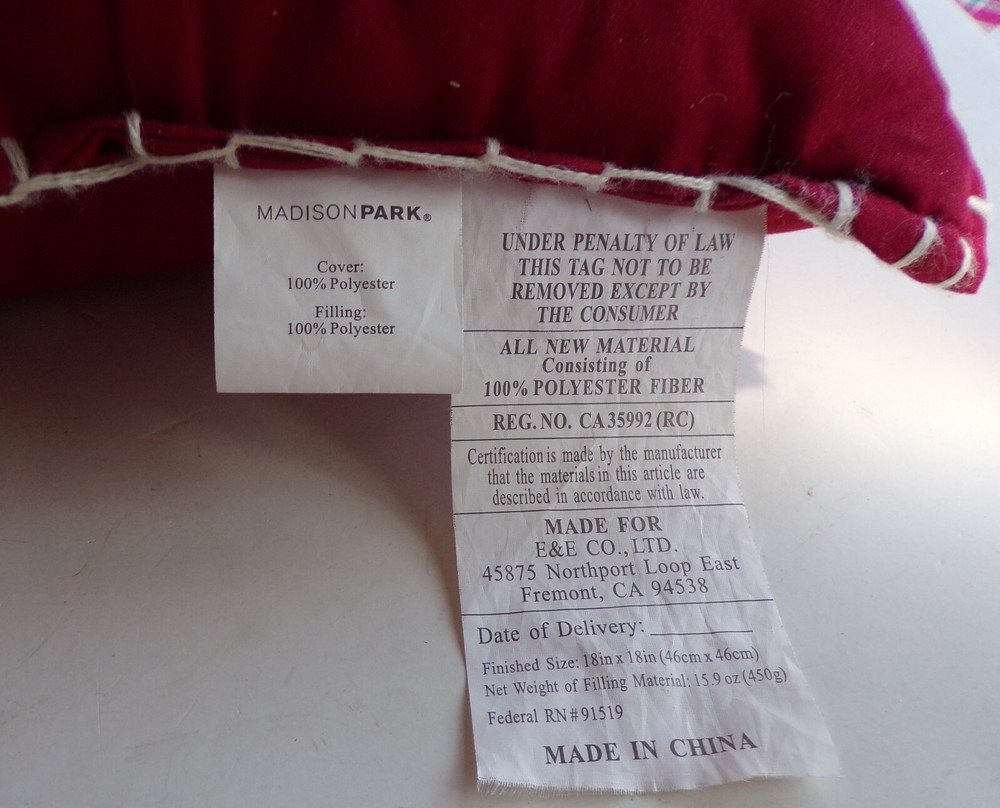 MADISONPARK®
Cover:
100% Polyester
Filling:
100% Polyester
UNDER PENALTY OF LAW
THIS TAG NOT TO BE
REMOVED EXCEPT BY
THE CONSUMER
ALL NEW MATERIAL
Consisting of
100% POLYESTER FIBER
REG. NO. CA35992 (RC)
Certification is made by the manufacturer
that the materials in this article are
described in accordance with law.
MADE FOR
E&E CO., LTD.
45875 Northport Loop East
Fremont, CA 94538
Date of Delivery: __________
Finished Size: 18in x 18in (46cm x 46cm)
Net Weight of Filling Material: 15.9 oz (450g)
Federal RN#91519
MADE IN CHINA